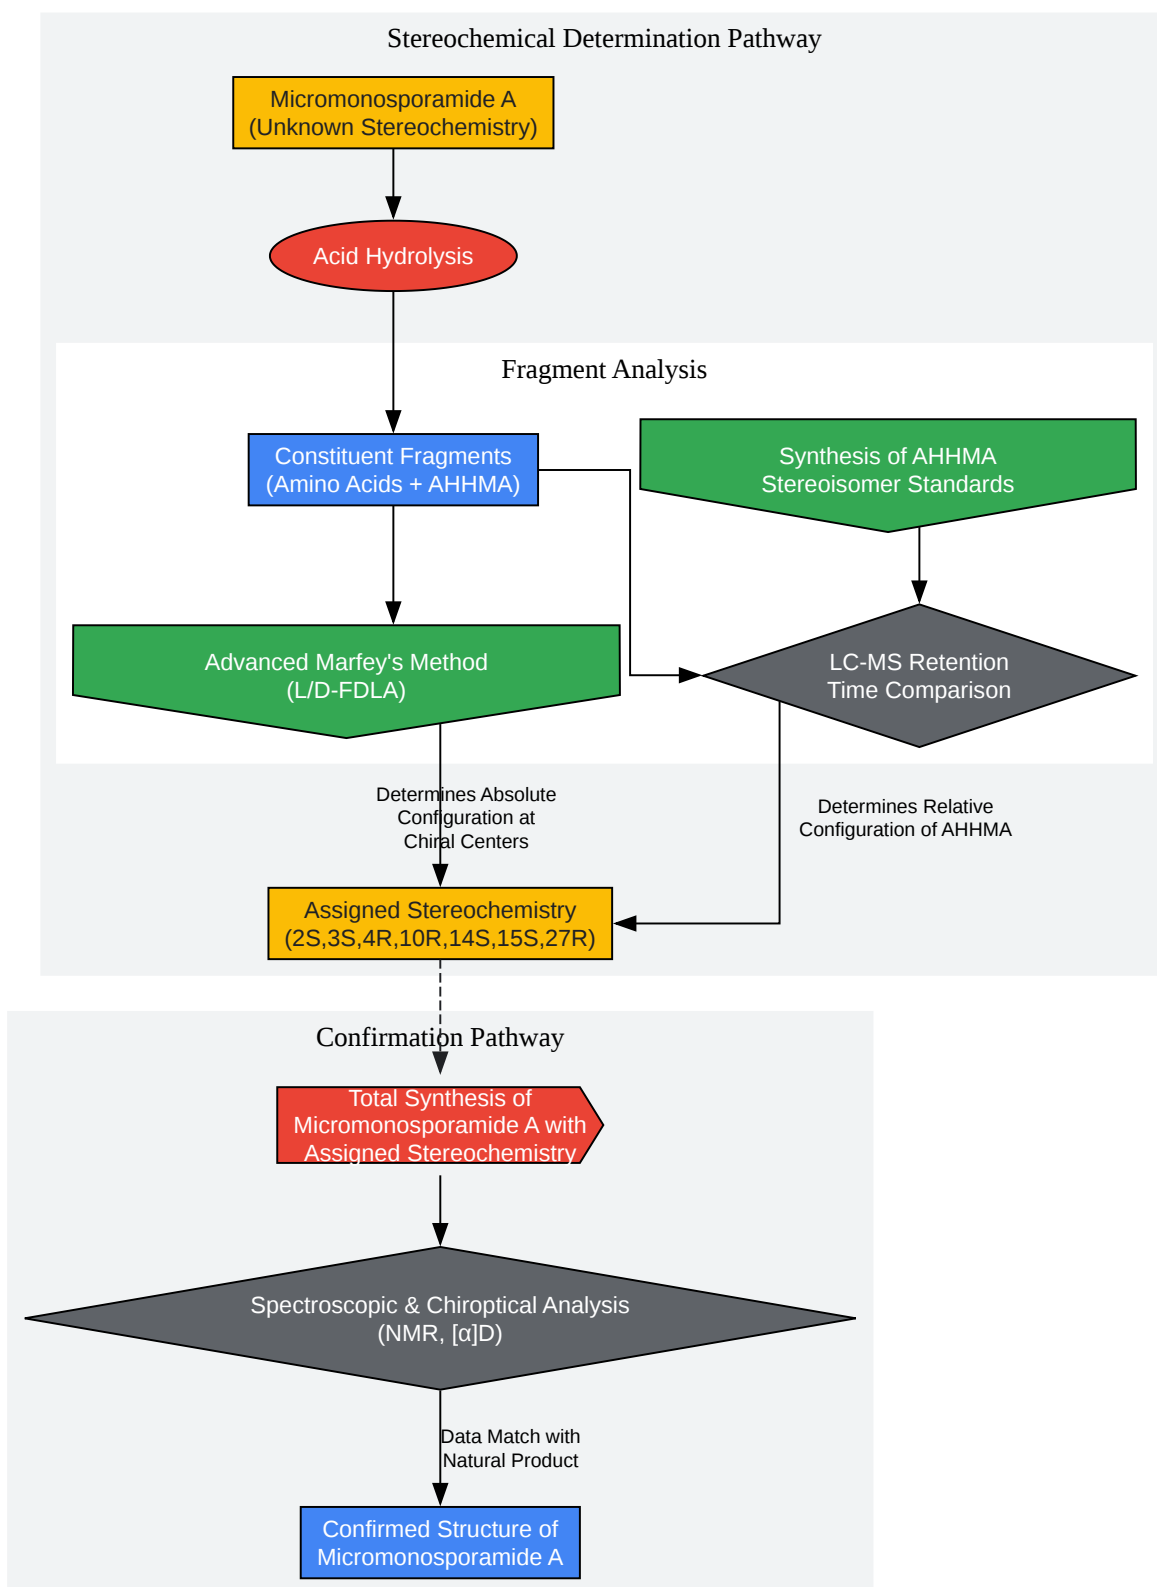 Stereochemical Determination Pathway
Micromonosporamide A
(Unknown Stereochemistry)
Acid Hydrolysis
Fragment Analysis
Constituent Fragments
(Amino Acids + AHHMA)
Synthesis of AHHMA
Stereoisomer Standards
Advanced Marfey's Method
(L/D-FDLA)
LC-MS Retention
Time Comparison
Determines Absolute
Configuration at
Chiral Centers
Determines Relative
Configuration of AHHMA
Assigned Stereochemistry
(2S,3S,4R,10R,14S,15S,27R)
Confirmation Pathway
Total Synthesis of
Micromonosporamide A with
Assigned Stereochemistry
Spectroscopic & Chiroptical Analysis
(NMR, [α]D)
Data Match with
Natural Product
Confirmed Structure of
Micromonosporamide A